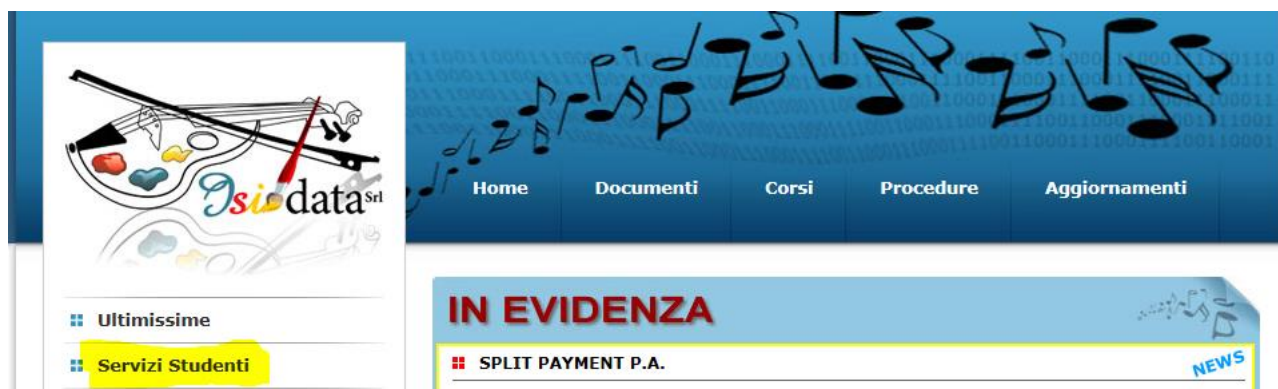 Isidata Srl
Home Documenti Corsi Procedure Aggiornamenti
Ultimissime
Servizi Studenti
IN EVIDENZA
SPLIT PAYMENT P.A.
NEWS